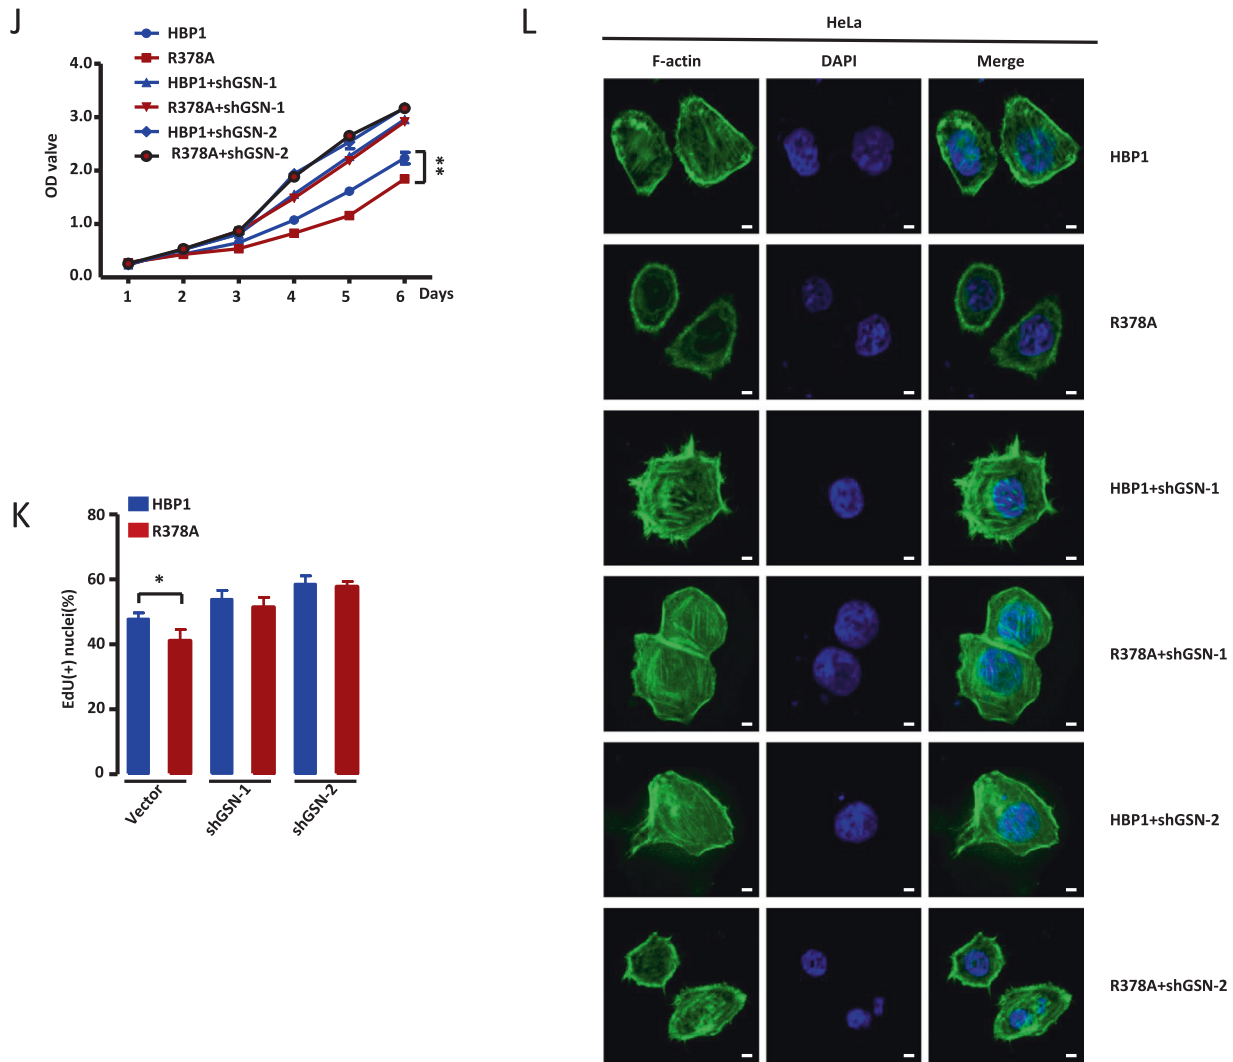 J
HBP1
R378A
HBP1+shGSN-1
R378A+shGSN-1
HBP1+shGSN-2
R378A+shGSN-2
4.0
3.0
2.0
1.0
0.0
OD valve
**
1 2 3 4 5 6 Days
K
HBP1
R378A
80
60
40
20
0
EdU(+) nuclei(%)
*
Vector
shGSN-1
shGSN-2
L
HeLa
F-actin DAPI Merge
HBP1
R378A
HBP1+shGSN-1
R378A+shGSN-1
HBP1+shGSN-2
R378A+shGSN-2